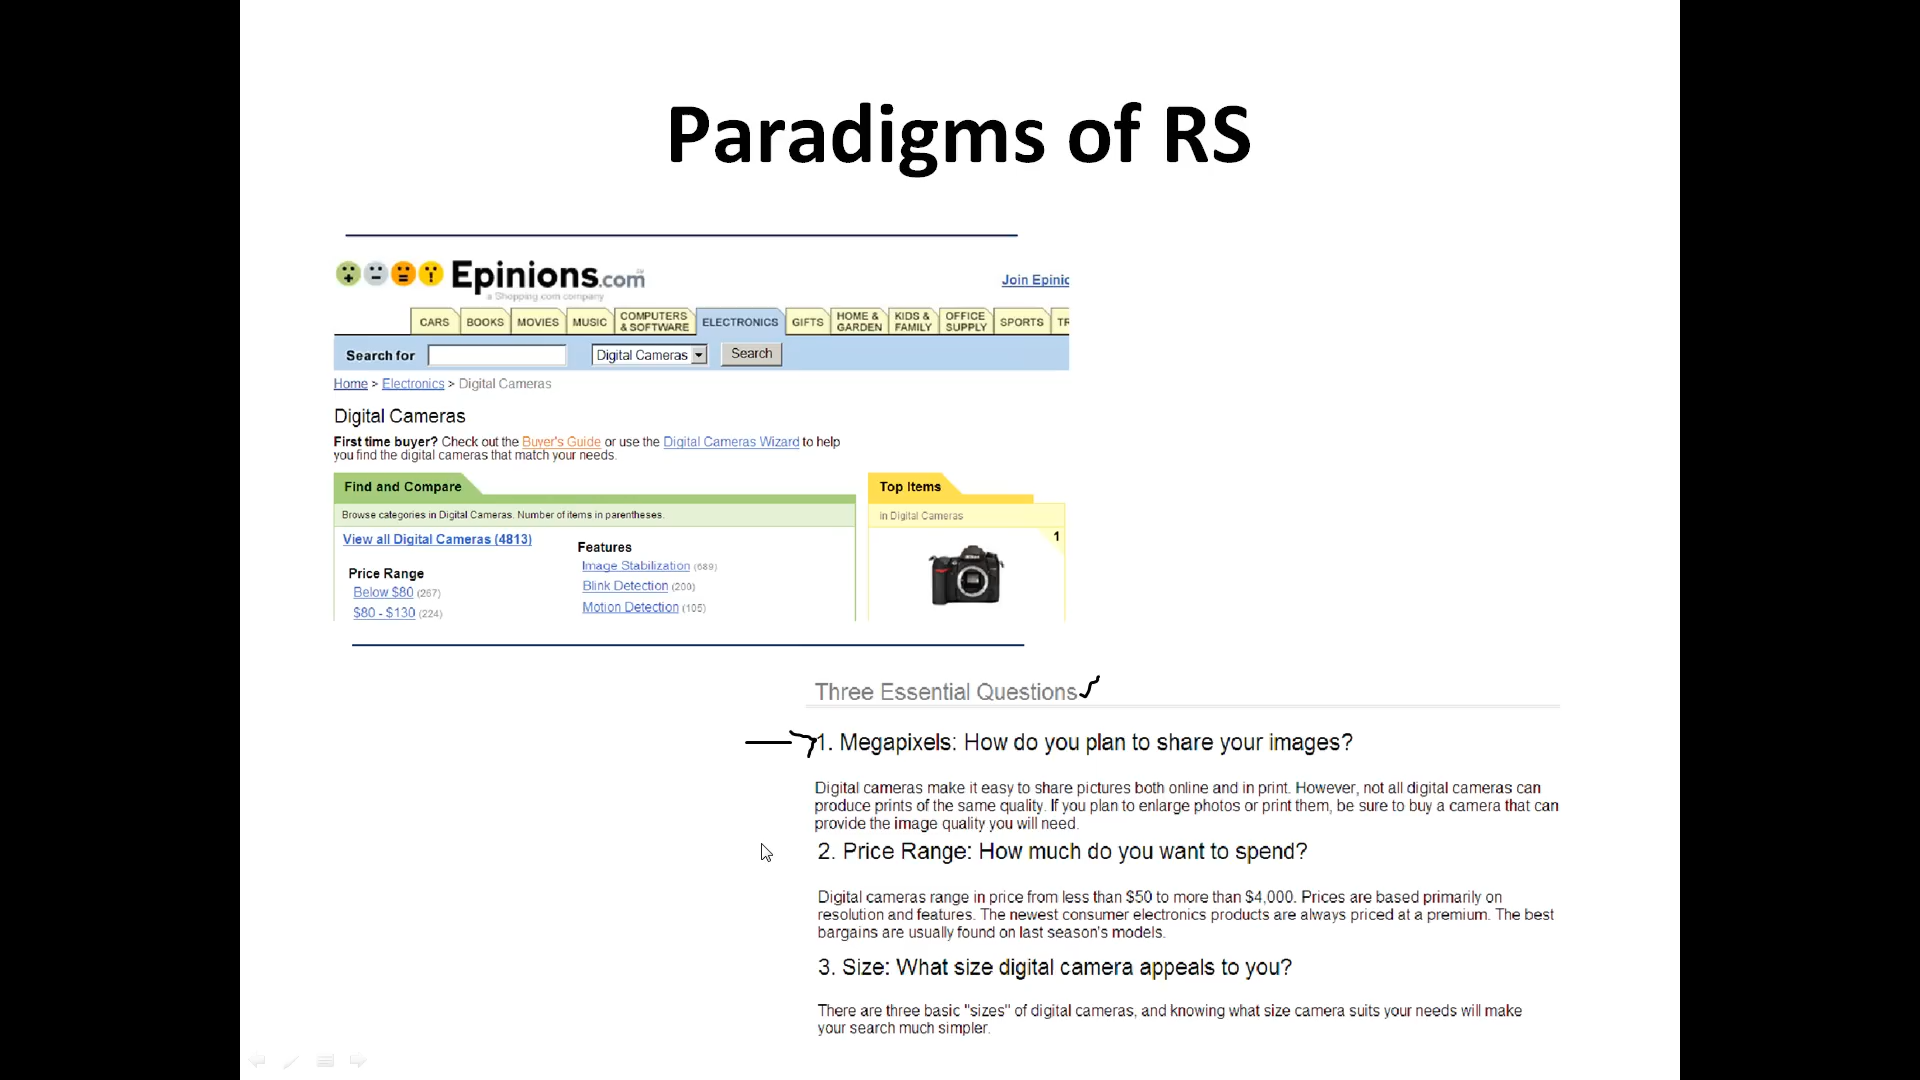 Paradigms of RS
Epinions.com
a Shopping.com company
Join Epinic
CARS BOOKS MOVIES MUSIC COMPUTERS & SOFTWARE ELECTRONICS GIFTS HOME & GARDEN KIDS & FAMILY OFFICE SUPPLY SPORTS TR
Search for Digital Cameras Search
Home > Electronics > Digital Cameras
Digital Cameras
First time buyer? Check out the Buyer's Guide or use the Digital Cameras Wizard to help
you find the digital cameras that match your needs.
Find and Compare
Browse categories in Digital Cameras. Number of items in parentheses.
View all Digital Cameras (4813)
Price Range
Below $80 (267)
$80 - $130 (224)
Features
Image Stabilization (689)
Blink Detection (200)
Motion Detection (105)
Top Items
in Digital Cameras
1
Three Essential Questions
1. Megapixels: How do you plan to share your images?
Digital cameras make it easy to share pictures both online and in print. However, not all digital cameras can
produce prints of the same quality. If you plan to enlarge photos or print them, be sure to buy a camera that can
provide the image quality you will need.
2. Price Range: How much do you want to spend?
Digital cameras range in price from less than $50 to more than $4,000. Prices are based primarily on
resolution and features. The newest consumer electronics products are always priced at a premium. The best
bargains are usually found on last season's models.
3. Size: What size digital camera appeals to you?
There are three basic "sizes" of digital cameras, and knowing what size camera suits your needs will make
your search much simpler.